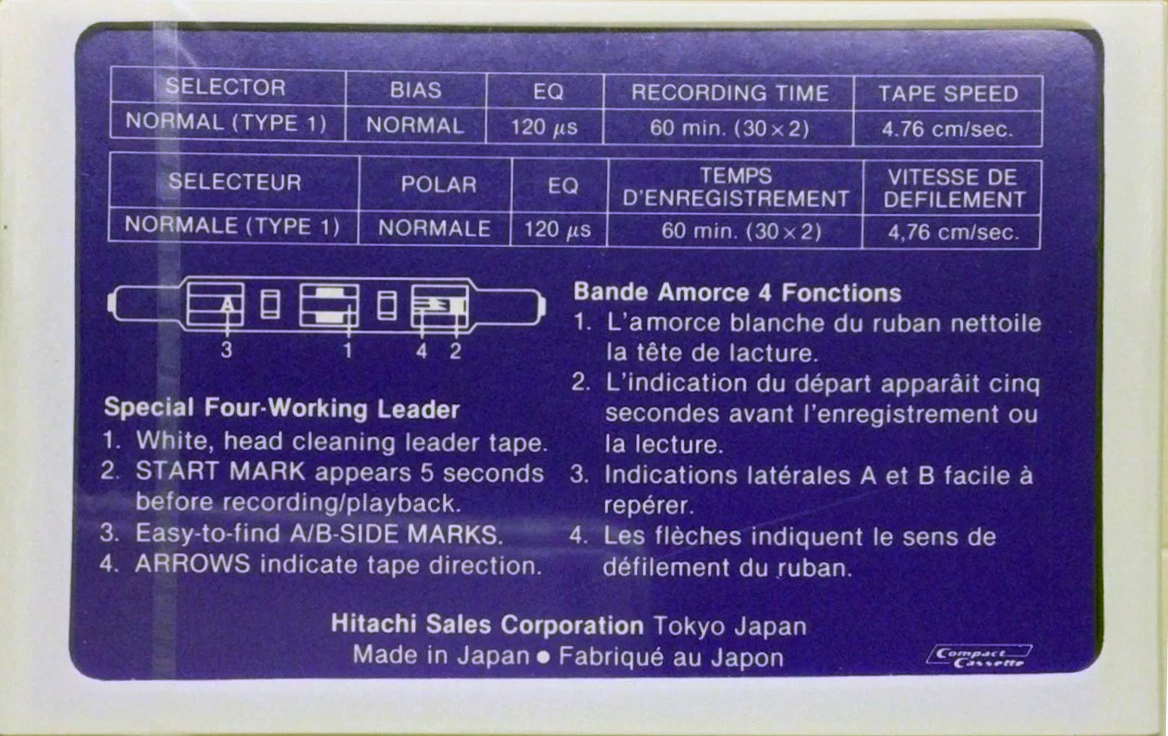 SELECTOR BIAS EQ RECORDING TIME TAPE SPEED
NORMAL (TYPE 1) NORMAL 120 μs 60 min. (30×2) 4.76 cm/sec.
SELECTEUR POLAR EQ TEMPS D'ENREGISTREMENT VITESSE DE DEFILEMENT
NORMALE (TYPE 1) NORMALE 120 μs 60 min. (30×2) 4,76 cm/sec.
A
3 1 4 2
Special Four-Working Leader
1. White, head cleaning leader tape.
2. START MARK appears 5 seconds
before recording/playback.
3. Easy-to-find A/B-SIDE MARKS.
4. ARROWS indicate tape direction.
Bande Amorce 4 Fonctions
1. L'amorce blanche du ruban nettoile
la tête de lacture.
2. L'indication du départ apparâit cinq
secondes avant l'enregistrement ou
la lecture.
3. Indications latérales A et B facile à
repérer.
4. Les flèches indiquent le sens de
défilement du ruban.
Hitachi Sales Corporation Tokyo Japan
Made in Japan ● Fabriqué au Japon
Compact
Cassette